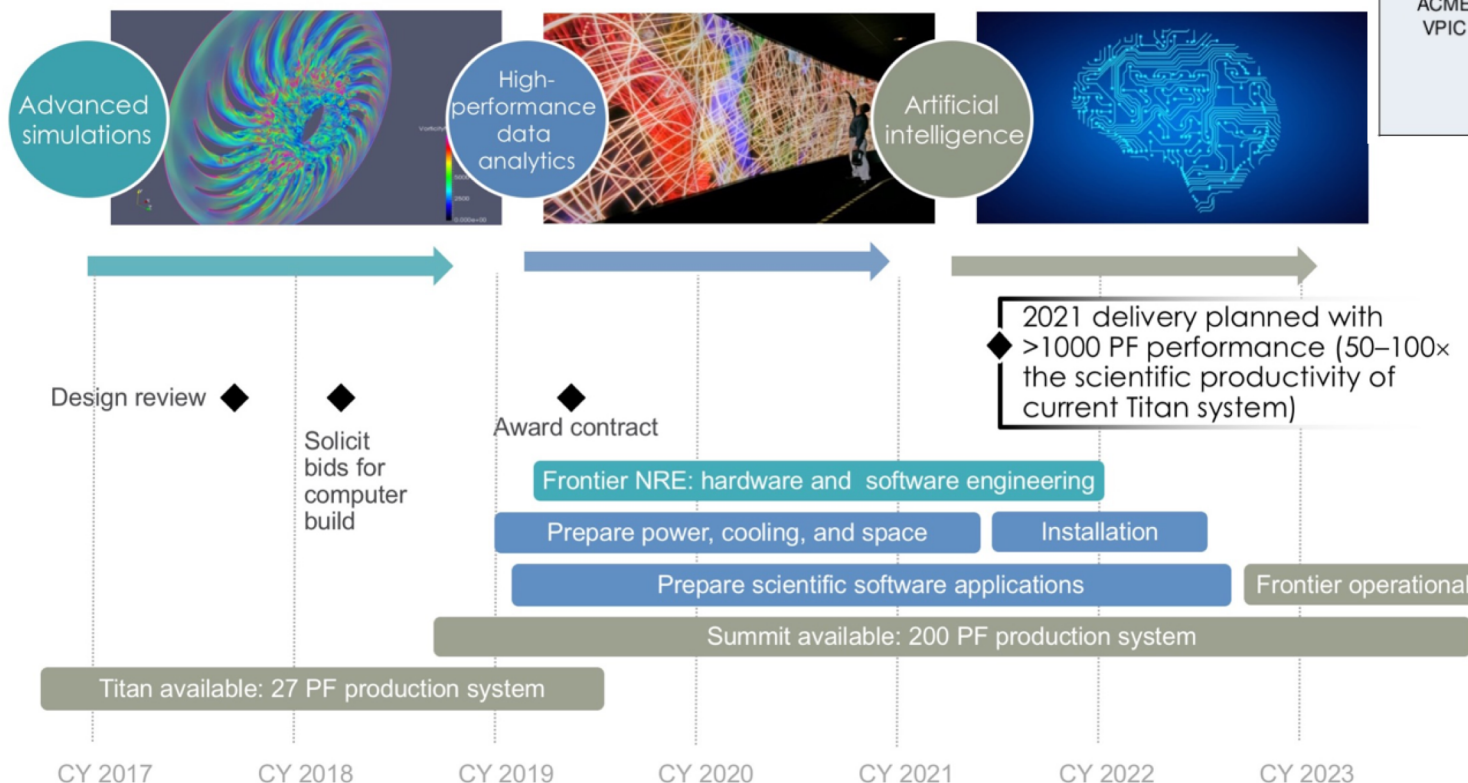 ACME
VPIC
Advanced
simulations
High-
performance
data
analytics
Artificial
intelligence
2500
0.000e+00
2021 delivery planned with
>1000 PF performance (50–100×
the scientific productivity of
current Titan system)
Design review
Solicit
bids for
computer
build
Award contract
Frontier NRE: hardware and software engineering
Prepare power, cooling, and space
Installation
Prepare scientific software applications
Frontier operational
Summit available: 200 PF production system
Titan available: 27 PF production system
CY 2017
CY 2018
CY 2019
CY 2020
CY 2021
CY 2022
CY 2023